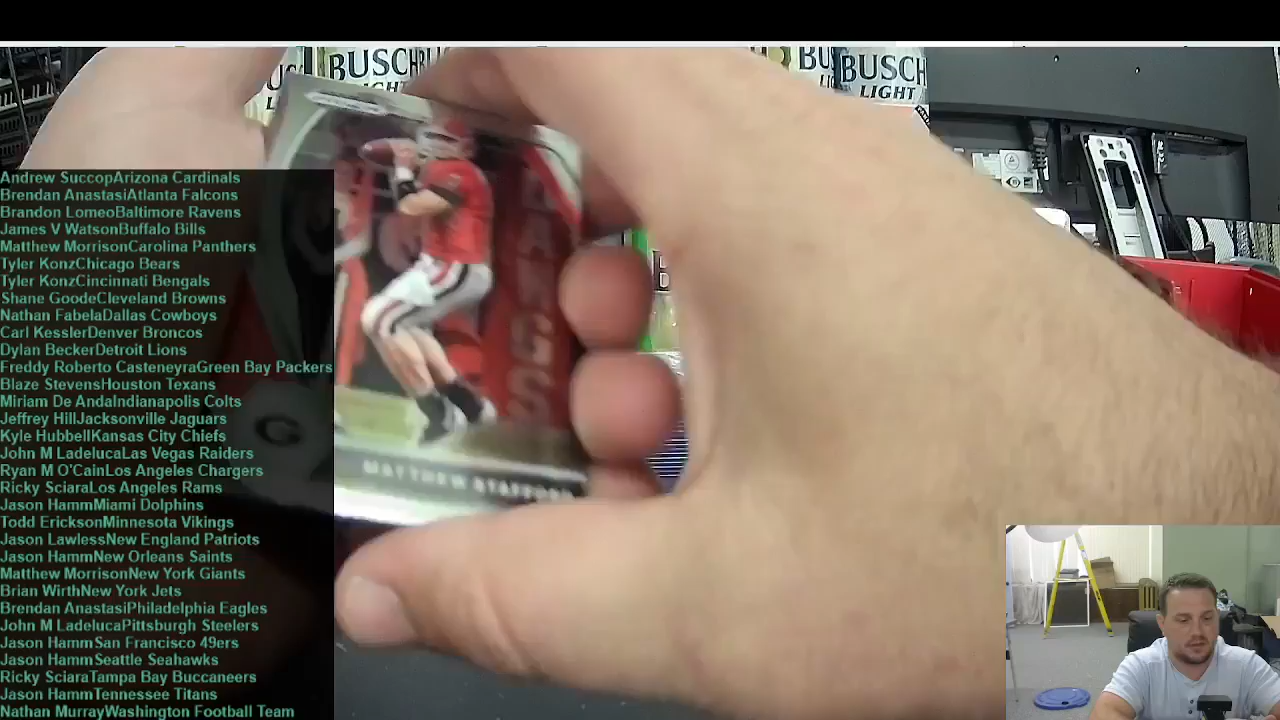 BUSCH
LIGHT
BUSCH
LIGHT
Andrew SuccopArizona Cardinals
Brendan AnastasiAtlanta Falcons
Brandon LomeoBaltimore Ravens
James V WatsonBuffalo Bills
Matthew MorrisonCarolina Panthers
Tyler KonzChicago Bears
Tyler KonzCincinnati Bengals
Shane GoodeCleveland Browns
Nathan FabelaDallas Cowboys
Carl KesslerDenver Broncos
Dylan BeckerDetroit Lions
Freddy Roberto CasteneyraGreen Bay Packers
Blaze StevensHouston Texans
Miriam De AndaIndianapolis Colts
Jeffrey HillJacksonville Jaguars
Kyle HubbellKansas City Chiefs
John M LadelucaLas Vegas Raiders
Ryan M O'CainLos Angeles Chargers
Ricky SciaraLos Angeles Rams
Jason HammMiami Dolphins
Todd EricksonMinnesota Vikings
Jason LawlessNew England Patriots
Jason HammNew Orleans Saints
Matthew MorrisonNew York Giants
Brian WirthNew York Jets
Brendan AnastasiPhiladelphia Eagles
John M LadelucaPittsburgh Steelers
Jason HammSan Francisco 49ers
Jason HammSeattle Seahawks
Ricky SciaraTampa Bay Buccaneers
Jason HammTennessee Titans
Nathan MurrayWashington Football Team
G
MATTHEW STAFFORD